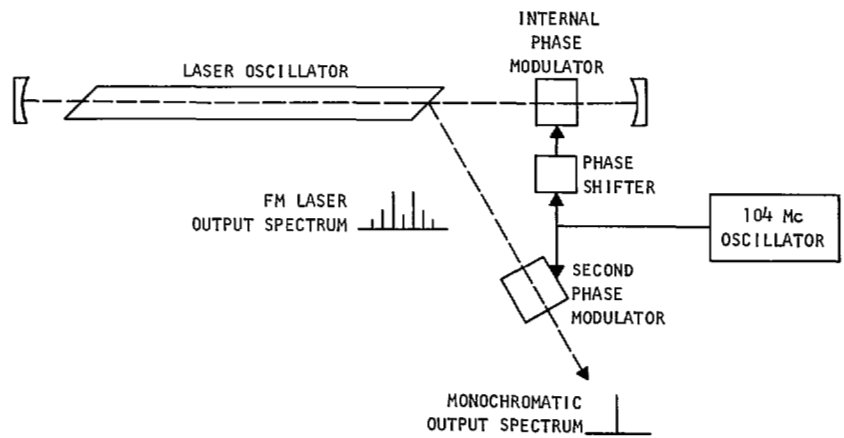 INTERNAL
PHASE
MODULATOR
LASER OSCILLATOR
PHASE
SHIFTER
FM LASER
OUTPUT SPECTRUM
104 Mc
OSCILLATOR
SECOND
PHASE
MODULATOR
MONOCHROMATIC
OUTPUT SPECTRUM